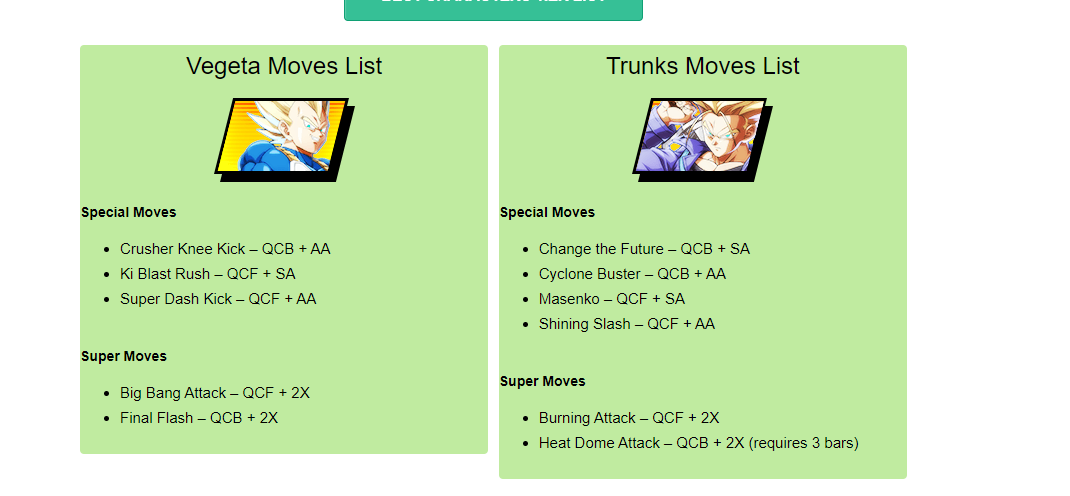 Vegeta Moves List
Special Moves
Crusher Knee Kick – QCB + AA
Ki Blast Rush – QCF + SA
Super Dash Kick – QCF + AA
Super Moves
Big Bang Attack – QCF + 2X
Final Flash – QCB + 2X
Trunks Moves List
Special Moves
Change the Future – QCB + SA
Cyclone Buster – QCB + AA
Masenko – QCF + SA
Shining Slash – QCF + AA
Super Moves
Burning Attack – QCF + 2X
Heat Dome Attack – QCB + 2X (requires 3 bars)